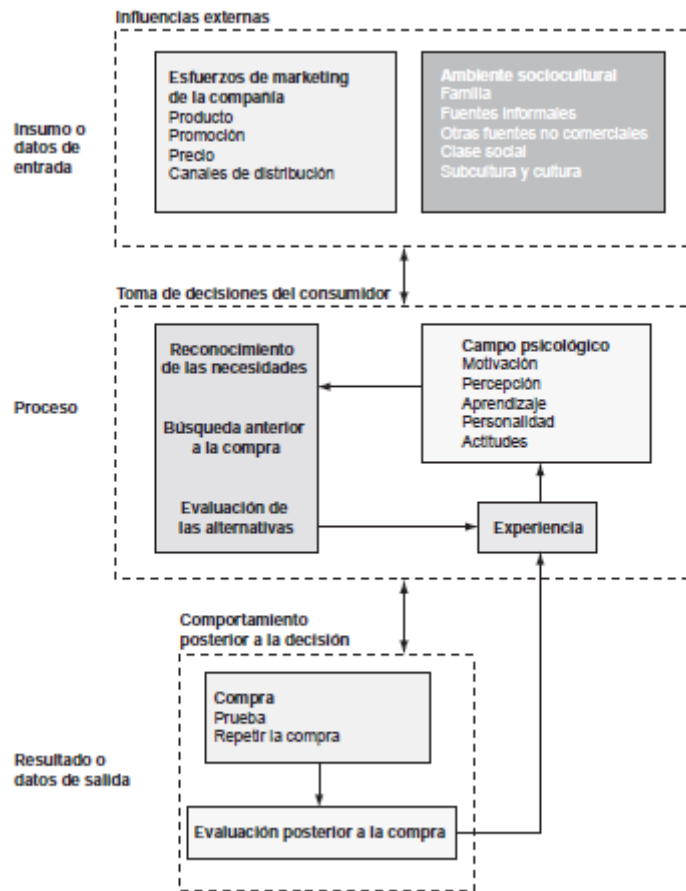 Influencias externas
Insumo o
datos de
entrada
Esfuerzos de marketing
de la compañía
Producto
Promoción
Precio
Canales de distribución
Ambiente sociocultural
Familia
Fuentes informales
Otras fuentes no comerciales
Clase social
Subcultura y cultura
Toma de decisiones del consumidor
Proceso
Reconocimiento
de las necesidades
Búsqueda anterior
a la compra
Evaluación de
las alternativas
Campo psicológico
Motivación
Percepción
Aprendizaje
Personalidad
Actitudes
Experiencia
Comportamiento
posterior a la decisión
Resultado o
datos de salida
Compra
Prueba
Repetir la compra
Evaluación posterior a la compra